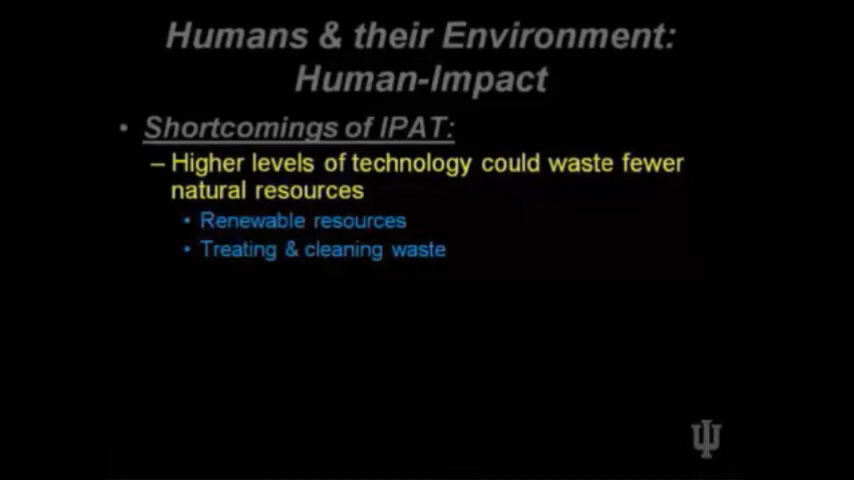 Humans & their Environment:
Human-Impact
• Shortcomings of IPAT:
– Higher levels of technology could waste fewer
natural resources
• Renewable resources
• Treating & cleaning waste